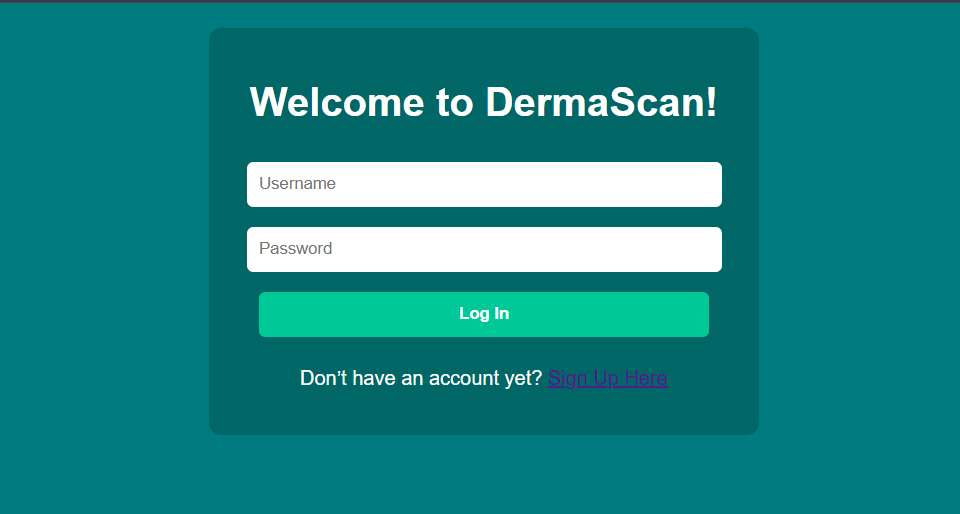 Welcome to DermaScan!
Username
Password
Log In
Don’t have an account yet? Sign Up Here